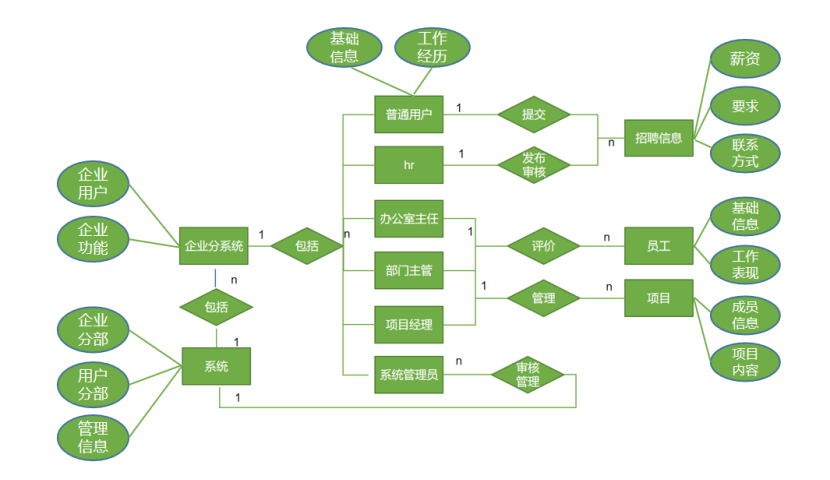 基础
信息
工作
经历
薪资
普通用户
1
提交
要求
n
招聘信息
hr
1
发布
审核
联系
方式
企业
用户
办公室主任
基础
信息
企业
功能
企业分系统
1
包括
n
1
评价
n
员工
部门主管
工作
表现
n
1
管理
n
项目
包括
项目经理
成员
信息
企业
分部
1
系统
n
审核
管理
项目
内容
用户
分部
系统管理员
1
管理
信息